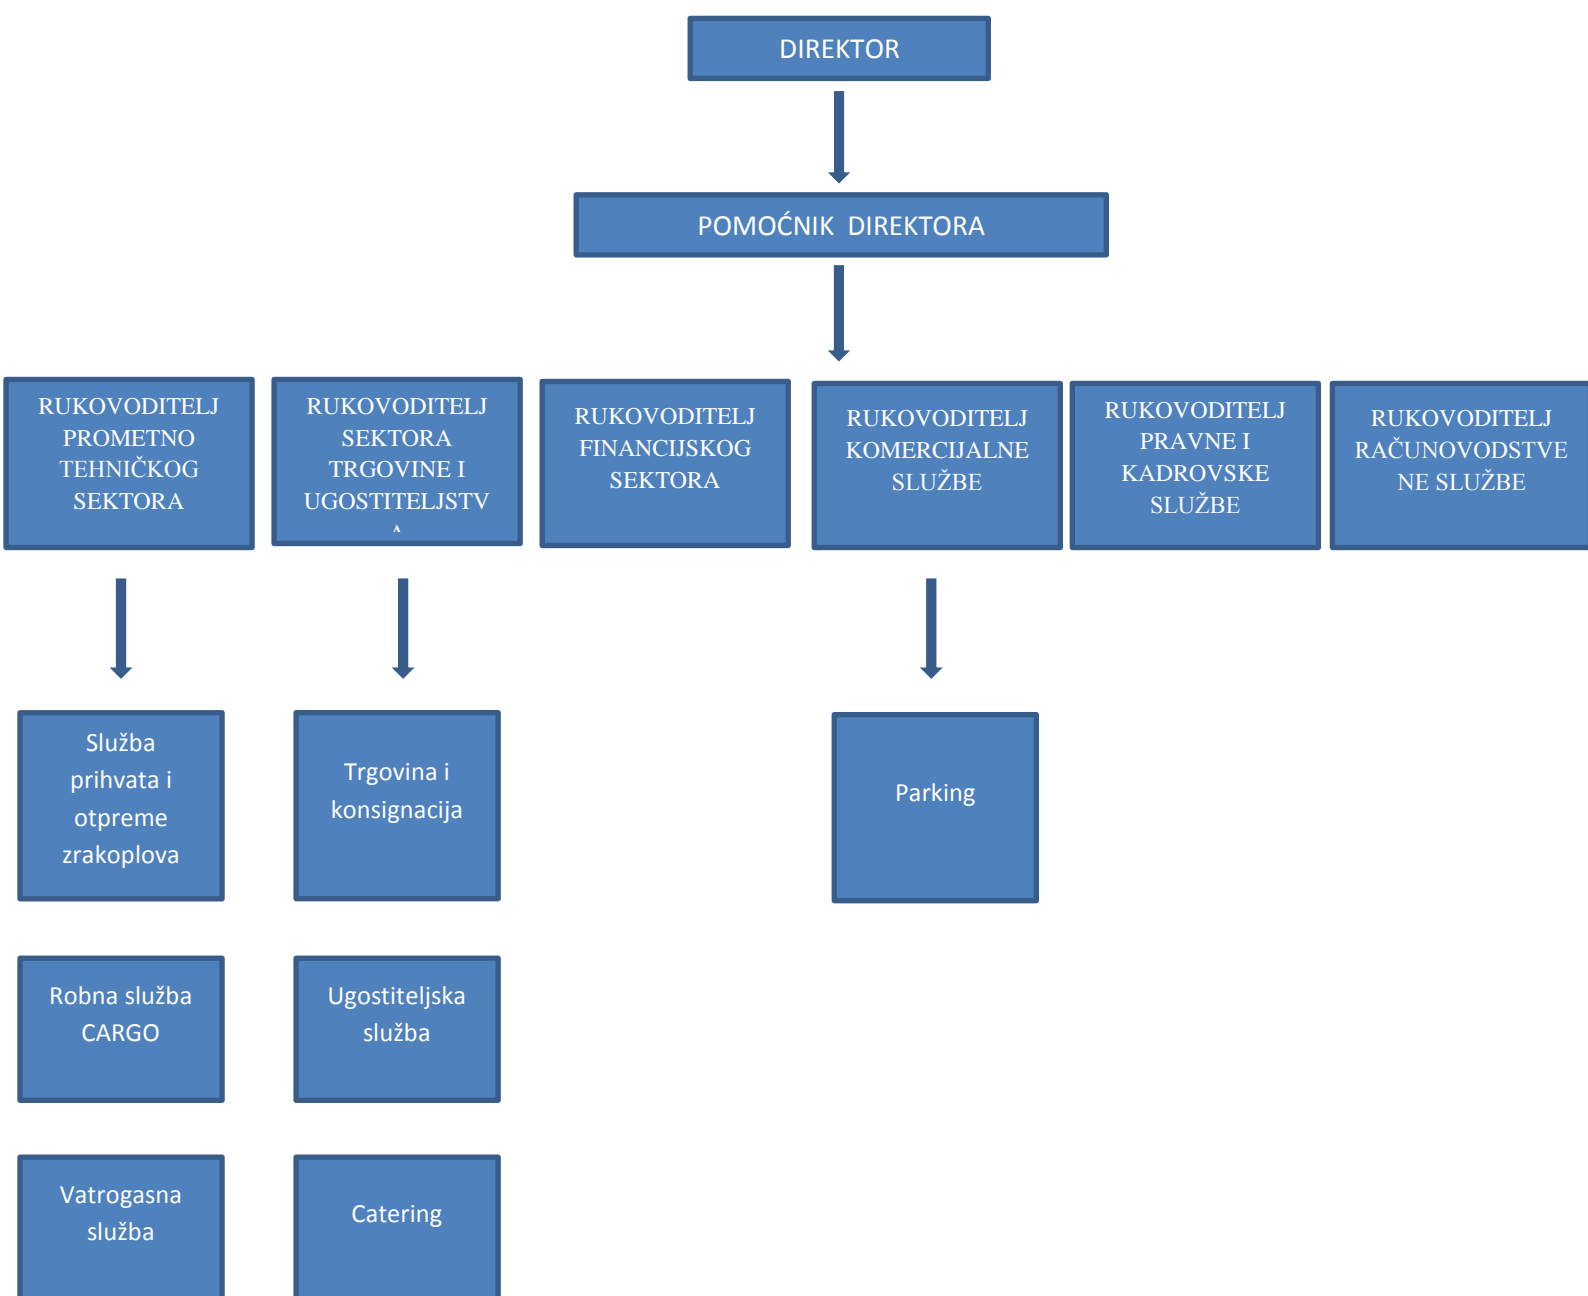 DIREKTOR
POMOĆNIK DIREKTORA
RUKOVODITELJ
PROMETNO
TEHNIČKOG
SEKTORA
RUKOVODITELJ
SEKTORA
TRGOVINE I
UGOSTITELJSTV
A
RUKOVODITELJ
FINANCIJSKOG
SEKTORA
RUKOVODITELJ
KOMERCIJALNE
SLUŽBE
RUKOVODITELJ
PRAVNE I
KADROVSKE
SLUŽBE
RUKOVODITELJ
RAČUNOVODSTVE
NE SLUŽBE
Služba
prihvata i
otpreme
zrakoplova
Trgovina i
konsignacija
Parking
Robna služba
CARGO
Ugostiteljska
služba
Vatrogasna
služba
Catering